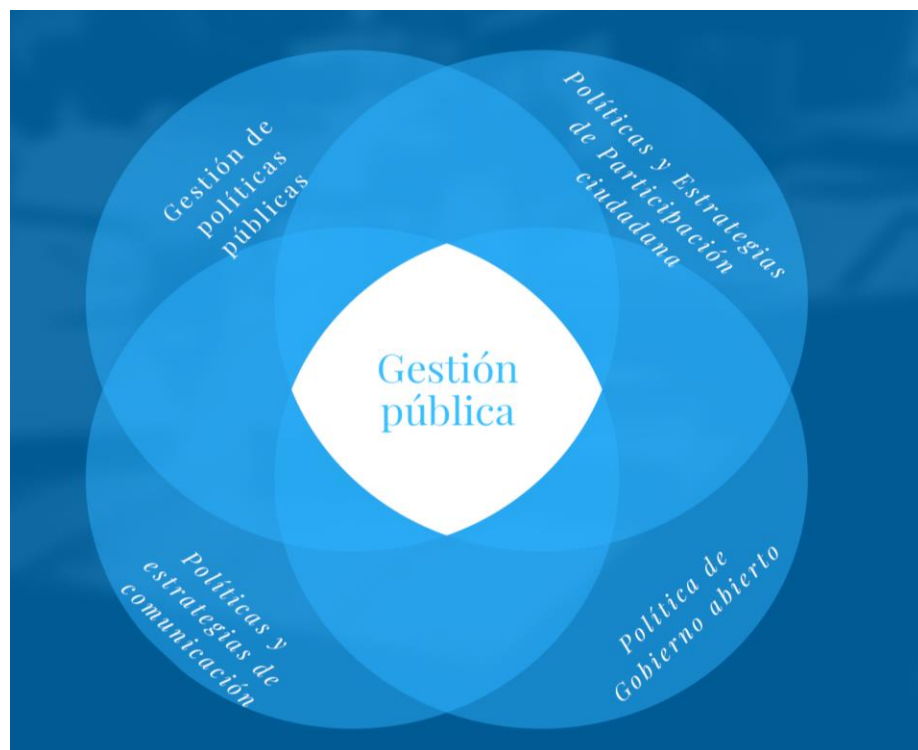 Gestión de
políticas
públicas
Políticas y Estrategias
de Participación
ciudadana
Gestión
pública
Políticas y
estrategias de
comunicación
Política de
Gobierno abierto